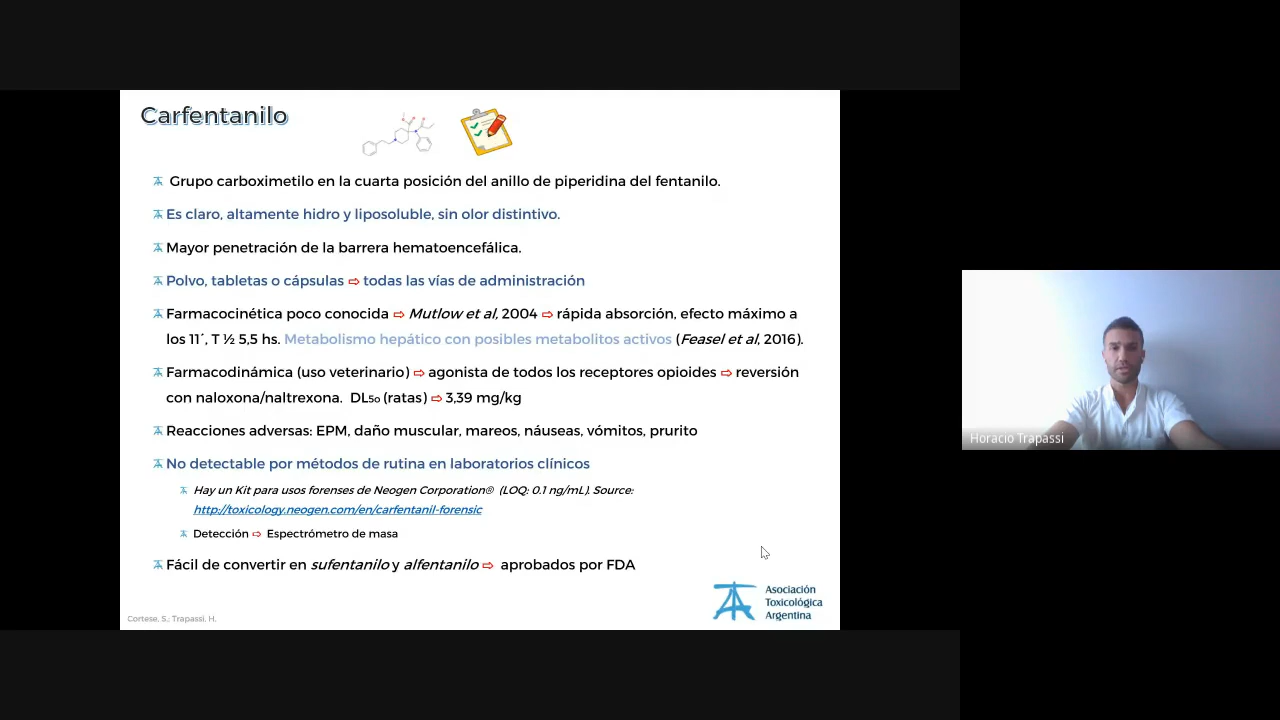 Carfentanilo
Grupo carboximetilo en la cuarta posición del anillo de piperidina del fentanilo.
Es claro, altamente hidro y liposoluble, sin olor distintivo.
Mayor penetración de la barrera hematoencefálica.
Polvo, tabletas o cápsulas ⇨ todas las vías de administración
Farmacocinética poco conocida ⇨ Mutlow et al, 2004 ⇨ rápida absorción, efecto máximo a
los 11´, T ½ 5,5 hs. Metabolismo hepático con posibles metabolitos activos (Feasel et al, 2016).
Farmacodinámica (uso veterinario) ⇨ agonista de todos los receptores opioides ⇨ reversión
con naloxona/naltrexona. DL50 (ratas) ⇨ 3,39 mg/kg
Reacciones adversas: EPM, daño muscular, mareos, náuseas, vómitos, prurito
No detectable por métodos de rutina en laboratorios clínicos
Hay un Kit para usos forenses de Neogen Corporation® (LOQ: 0.1 ng/mL). Source:
http://toxicology.neogen.com/en/carfentanil-forensic
Detección ⇨ Espectrómetro de masa
Fácil de convertir en sufentanilo y alfentanilo ⇨ aprobados por FDA
Asociación
Toxicológica
Argentina
Cortese, S.; Trapassi, H.
Horacio Trapassi